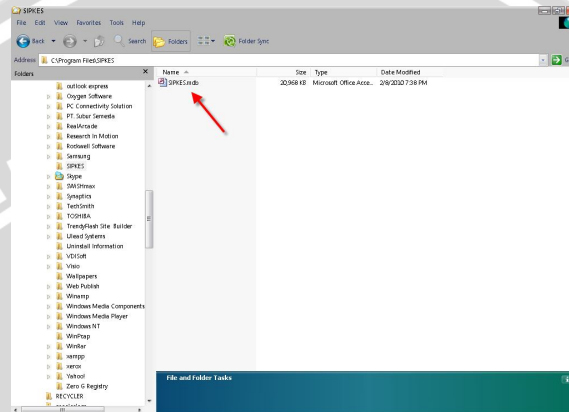 SIPKES
File Edit View Favorites Tools Help
Back Search Folders Folder Sync
Address C:\Program Files\SIPKES
Folders
Name Size Type Date Modified
SIPKES.mdb 20,968 KB Microsoft Office Acce... 2/8/2010 7:38 PM
outlook express
Oxygen Software
PC Connectivity Solution
PT. Subur Semesta
RealArcade
Research In Motion
Rockwell Software
Samsung
SIPKES
Skype
SWiSHmax
Synaptics
TechSmith
TOSHIBA
TrendyFlash Site Builder
Ulead Systems
Uninstall Information
VDISoft
Visio
Wallpapers
Web Publish
Winamp
Windows Media Components
Windows Media Player
Windows NT
WinPcap
WinRar
xampp
xerox
Yahoo!
Zero G Registry
RECYCLER
File and Folder Tasks